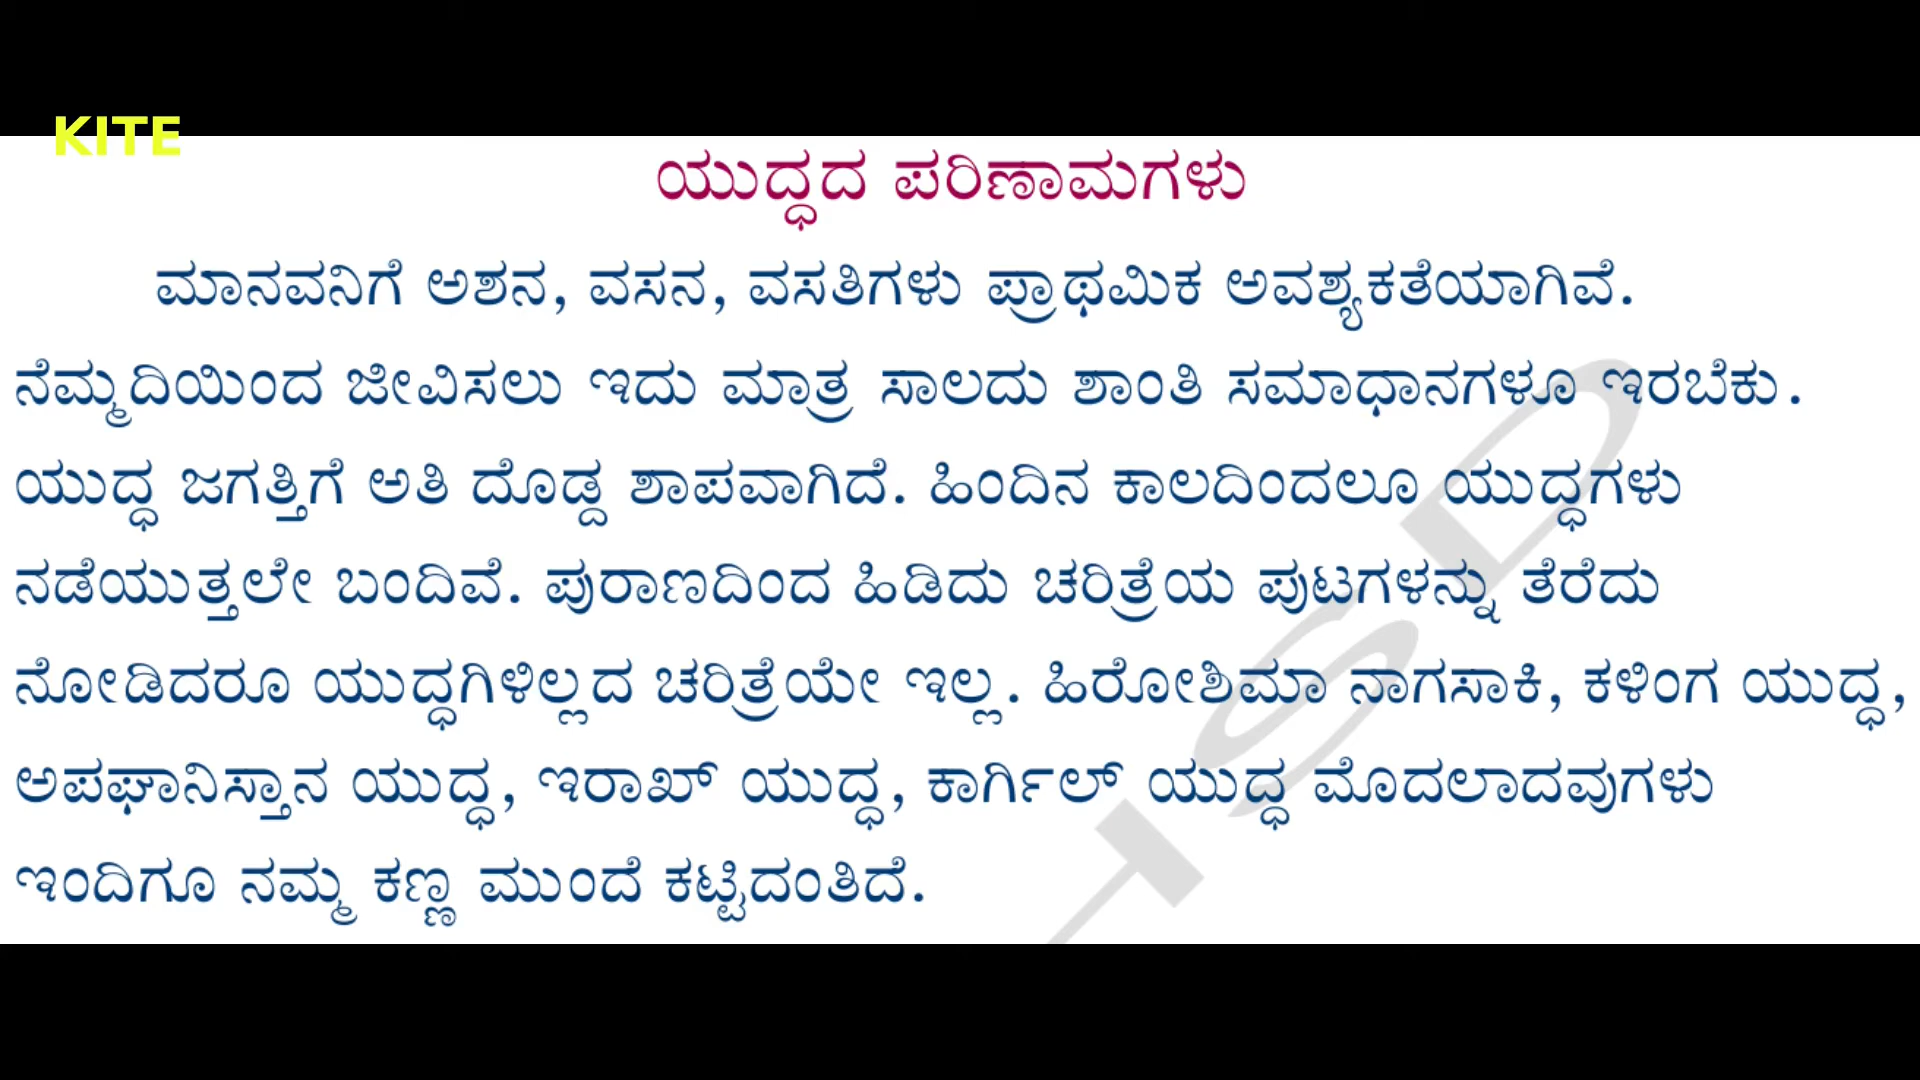 KITE
ಯುದ್ಧದ ಪರಿಣಾಮಗಳು
ಮಾನವನಿಗೆ ಅಶನ, ವಸನ, ವಸತಿಗಳು ಪ್ರಾಥಮಿಕ ಅವಶ್ಯಕತೆಯಾಗಿವೆ.
ನೆಮ್ಮದಿಯಿಂದ ಜೀವಿಸಲು ಇದು ಮಾತ್ರ ಸಾಲದು ಶಾಂತಿ ಸಮಾಧಾನಗಳೂ ಇರಬೆಕು.
ಯುದ್ಧ ಜಗತ್ತಿಗೆ ಅತಿ ದೊಡ್ದ ಶಾಪವಾಗಿದೆ. ಹಿಂದಿನ ಕಾಲದಿಂದಲೂ ಯುದ್ಧಗಳು
ನಡೆಯುತ್ತಲೇ ಬಂದಿವೆ. ಪುರಾಣದಿಂದ ಹಿಡಿದು ಚರಿತ್ರೆಯ ಪುಟಗಳನ್ನು ತೆರೆದು
ನೋಡಿದರೂ ಯುದ್ಧಗಿಳಿಲ್ಲದ ಚರಿತ್ರೆಯೇ ಇಲ್ಲ. ಹಿರೋಶಿಮಾ ನಾಗಸಾಕಿ, ಕಳಿಂಗ ಯುದ್ಧ,
ಅಪಘಾನಿಸ್ತಾನ ಯುದ್ಧ, ಇರಾಖ್ ಯುದ್ಧ, ಕಾರ್ಗಿಲ್ ಯುದ್ಧ ಮೊದಲಾದವುಗಳು
ಇಂದಿಗೂ ನಮ್ಮ ಕಣ್ಣ ಮುಂದೆ ಕಟ್ಟಿದಂತಿದೆ.